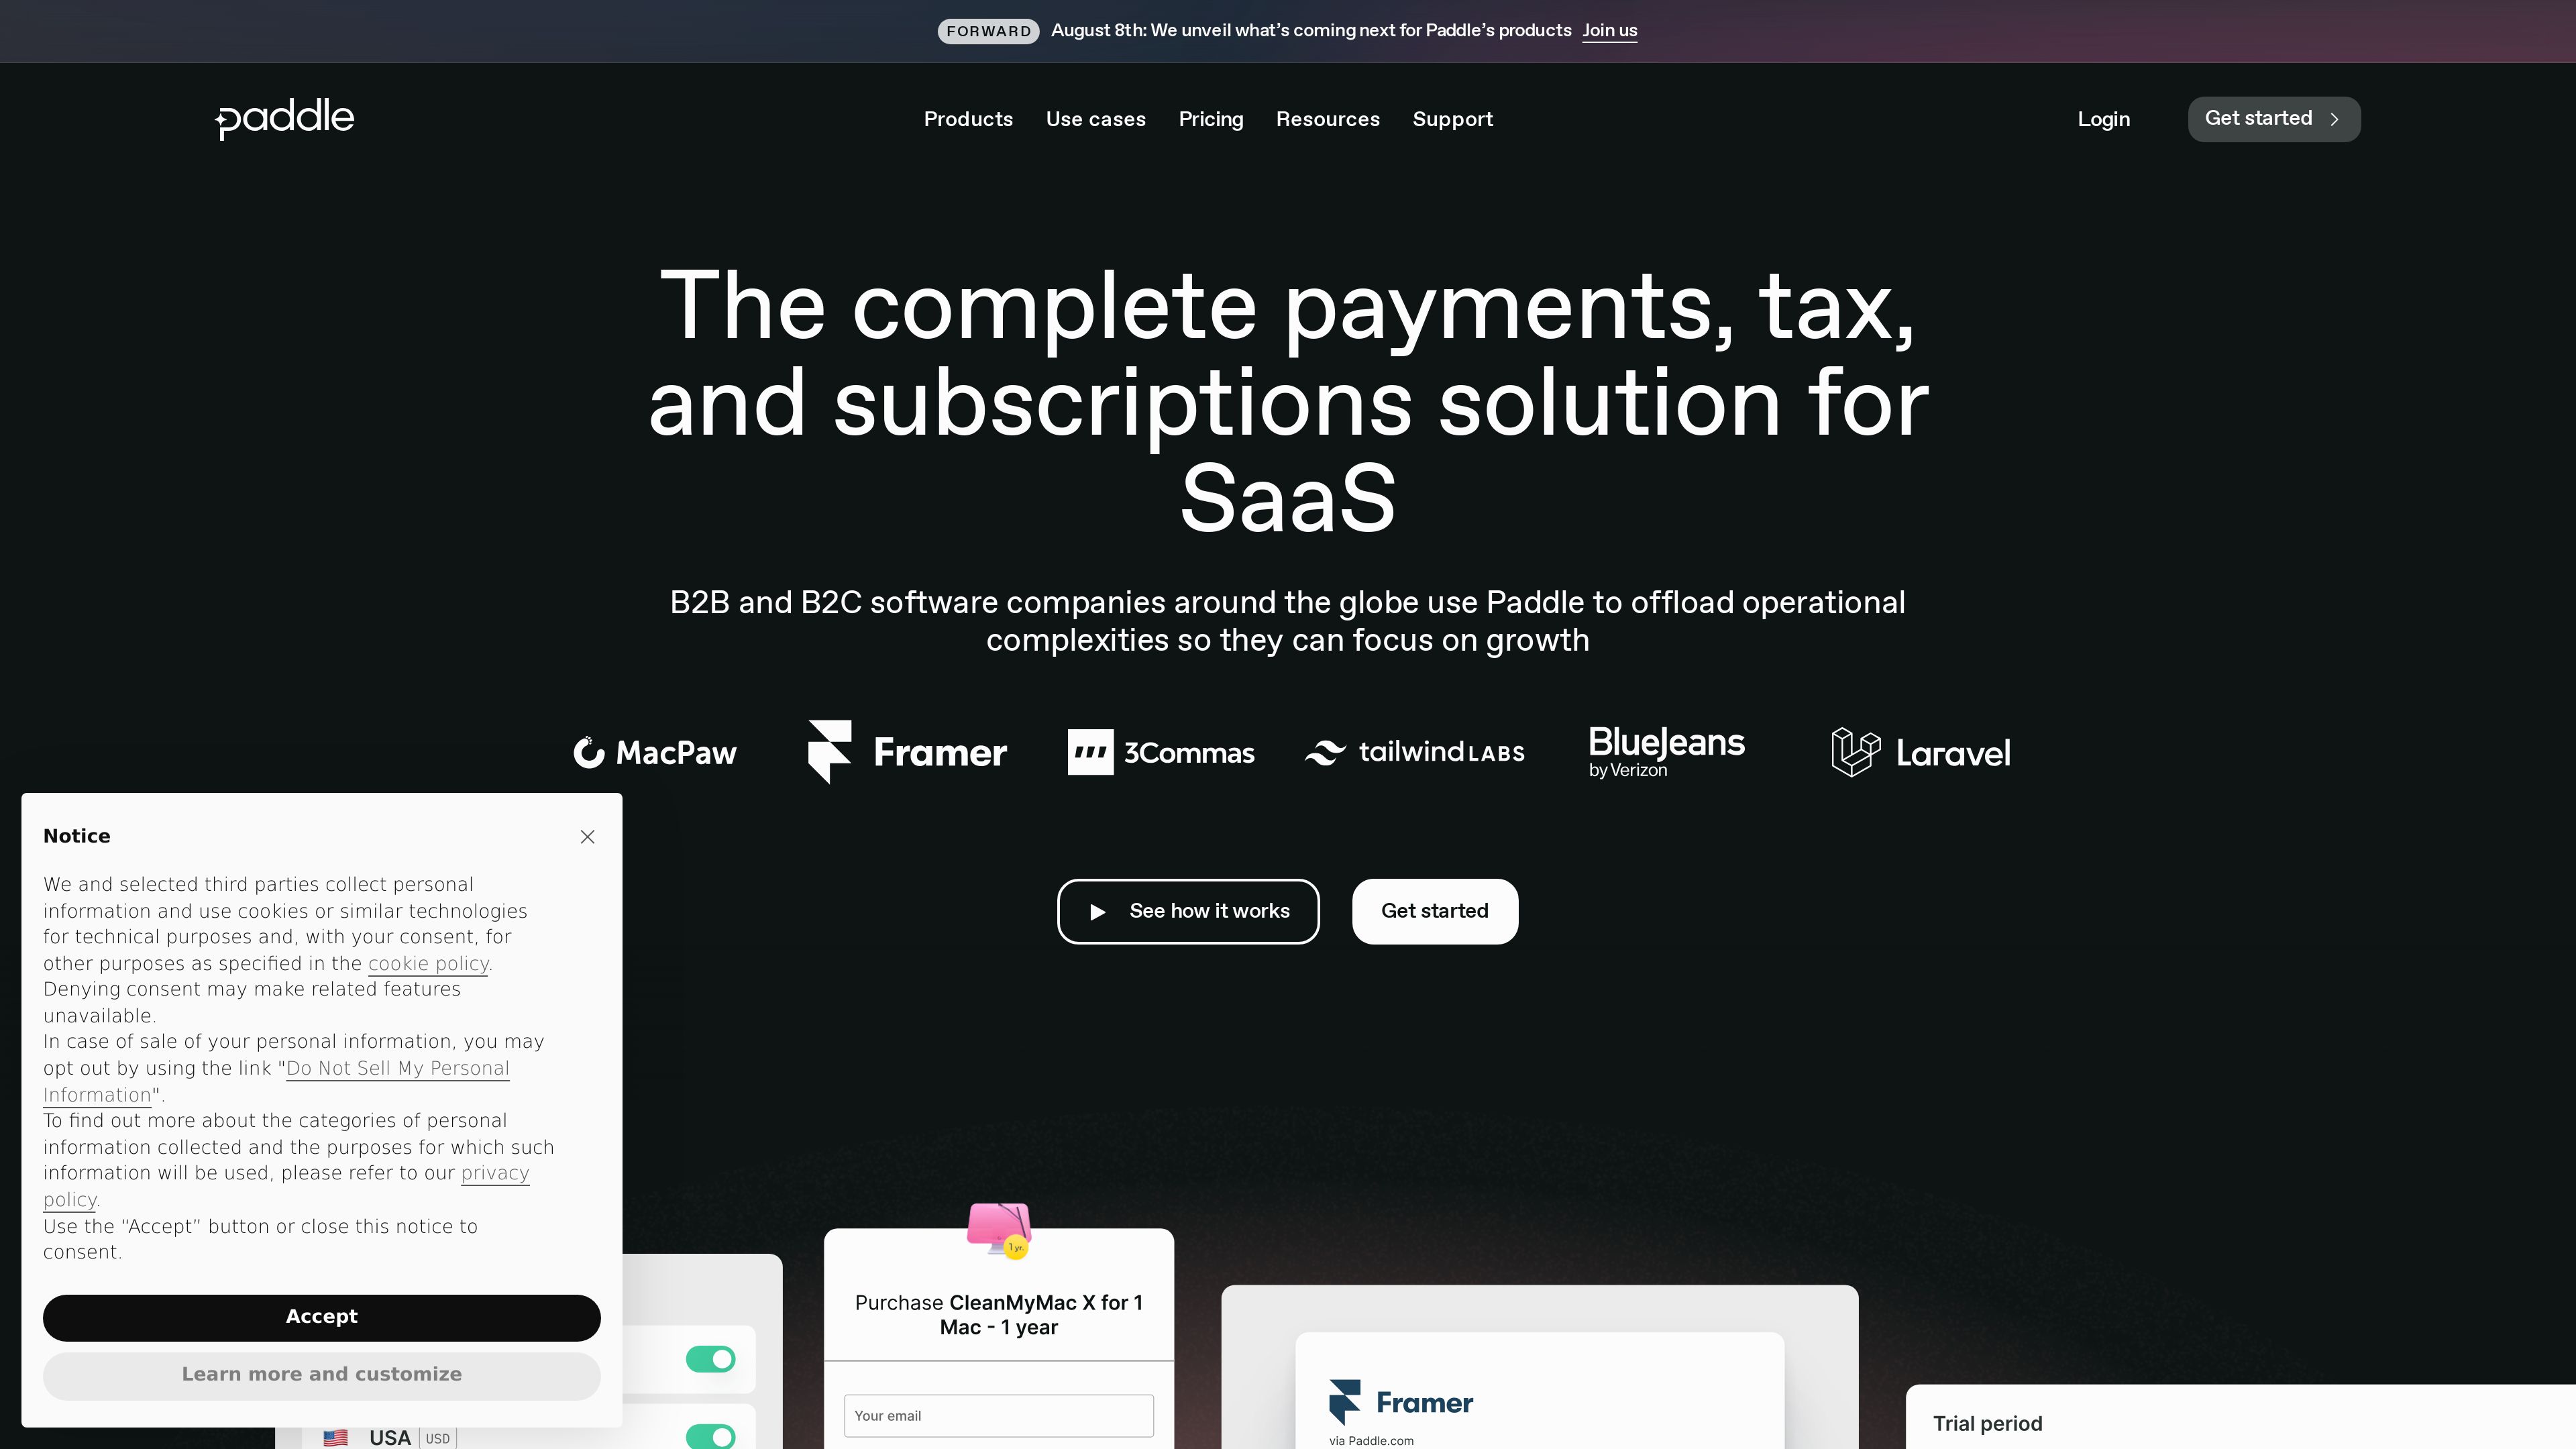 FORWARD August 8th: We unveil what’s coming next for Paddle’s products Join us
paddle
Products Use cases Pricing Resources Support
Login Get started
The complete payments, tax,
and subscriptions solution for
SaaS
B2B and B2C software companies around the globe use Paddle to offload operational
complexities so they can focus on growth
MacPaw Framer 3Commas tailwind LABS BlueJeans by Verizon Laravel
See how it works Get started
Notice
We and selected third parties collect personal
information and use cookies or similar technologies
for technical purposes and, with your consent, for
other purposes as specified in the cookie policy.
Denying consent may make related features
unavailable.
In case of sale of your personal information, you may
opt out by using the link "Do Not Sell My Personal
Information".
To find out more about the categories of personal
information collected and the purposes for which such
information will be used, please refer to our privacy
policy.
Use the “Accept” button or close this notice to
consent.
Accept
Learn more and customize
USA USD
1 yr.
Purchase CleanMyMac X for 1
Mac - 1 year
Your email
Framer
via Paddle.com
Trial period